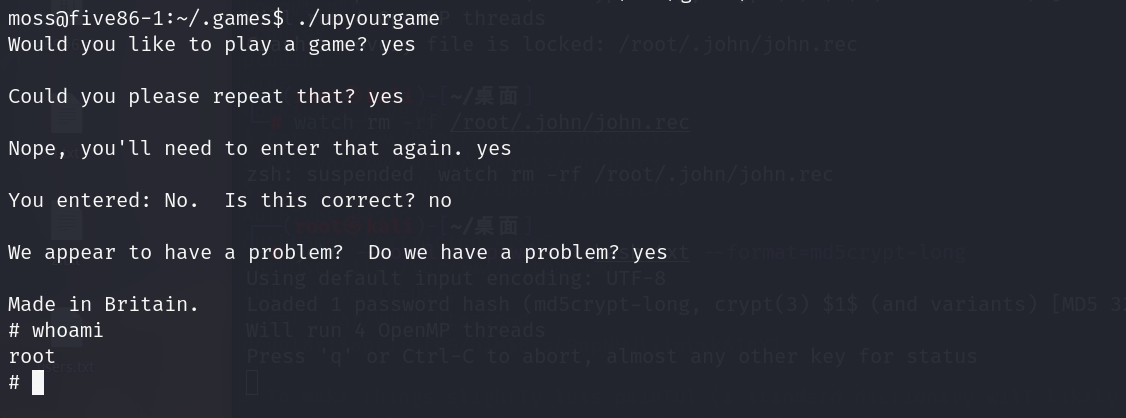 moss@five86-1:~/.games$ ./upyourgame
Would you like to play a game? yes
file is locked: /root/.john/john.rec
Could you please repeat that? yes
[~/桌面]
watch rm -rf /root/.john/john.rec
Nope, you'll need to enter that again. yes
zsh: suspended  watch rm -rf /root/.john/john.rec
You entered: No.  Is this correct? no
[~/桌面]
We appear to have a problem?  Do we have a problem? yes
--format=md5crypt-long
Using default input encoding: UTF-8
Made in Britain.
Loaded 1 password hash (md5crypt-long, crypt(3) $1$ (and variants) [MD5
# whoami
Will run 4 OpenMP threads
root
Press 'q' or Ctrl-C to abort, almost any other key for status
#